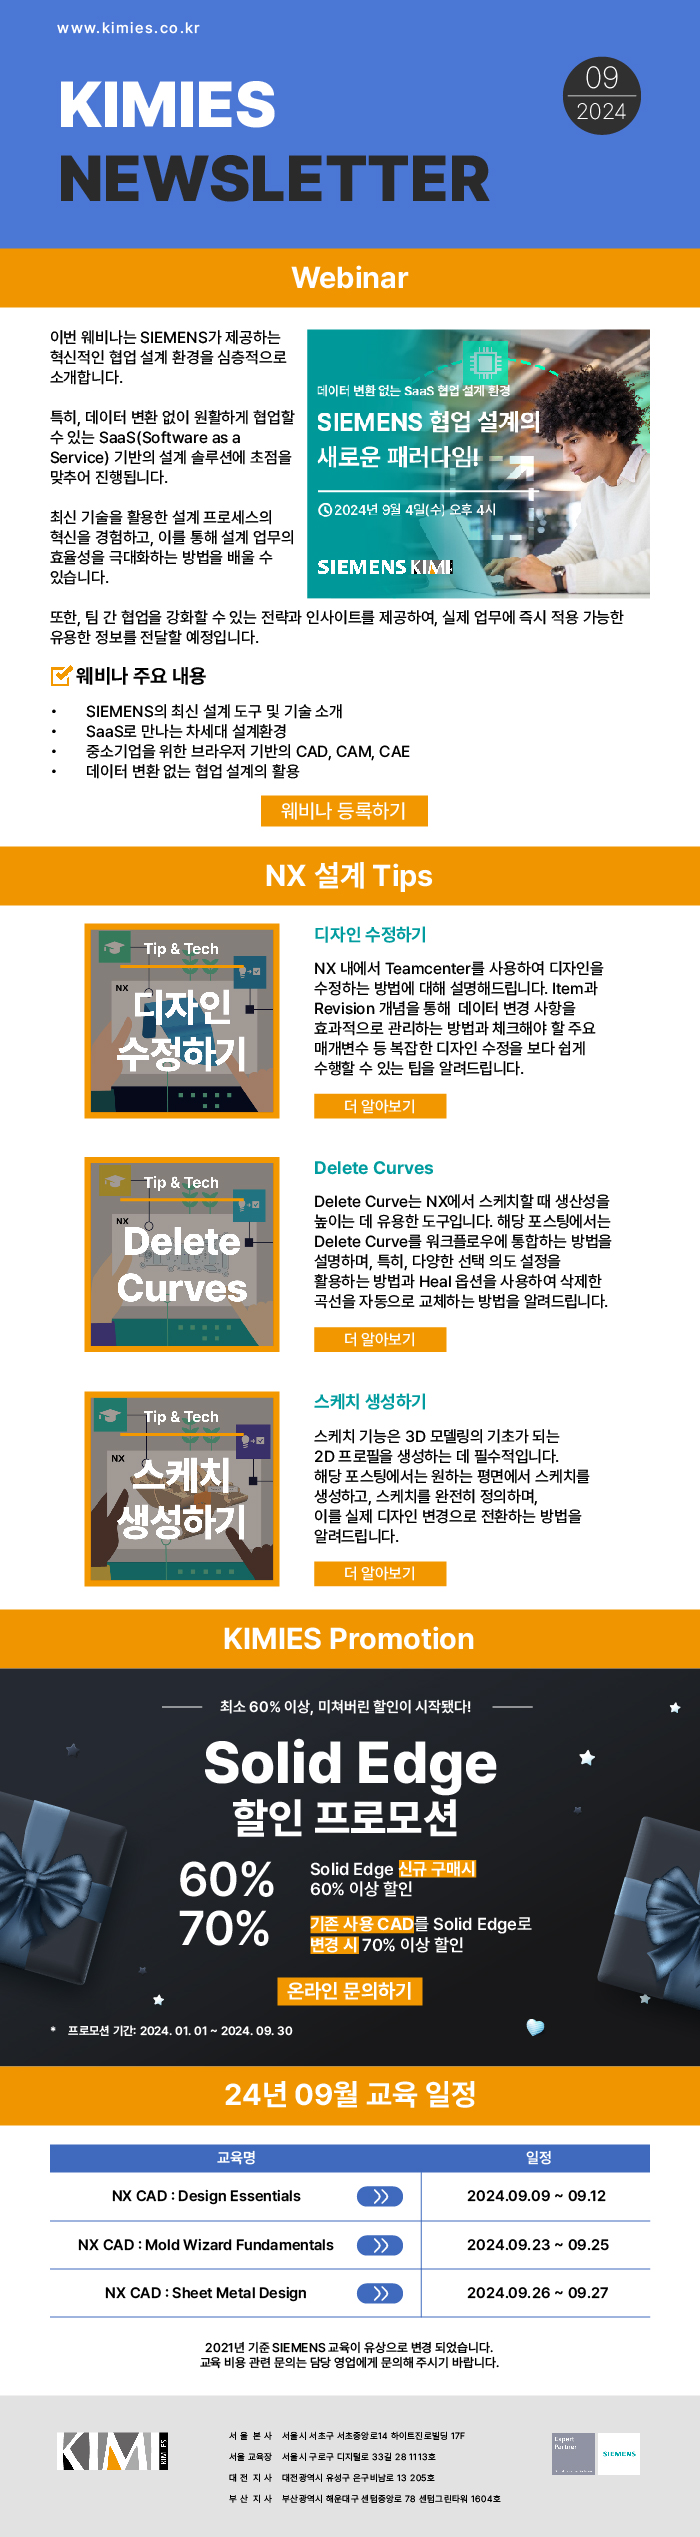 www.kimies.co.kr
KIMIES
NEWSLETTER
09
2024
Webinar
이번 웨비나는 SIEMENS가 제공하는
혁신적인 협업 설계 환경을 심층적으로
소개합니다.
특히, 데이터 변환 없이 원활하게 협업할
수 있는 SaaS(Software as a
Service) 기반의 설계 솔루션에 초점을
맞추어 진행됩니다.
최신 기술을 활용한 설계 프로세스의
혁신을 경험하고, 이를 통해 설계 업무의
효율성을 극대화하는 방법을 배울 수
있습니다.
데이터 변환 없는 SaaS 협업 설계 환경
SIEMENS 협업 설계의
새로운 패러다임!
2024년 9월 4일(수) 오후 4시
SIEMENS KIMI
또한, 팀 간 협업을 강화할 수 있는 전략과 인사이트를 제공하여, 실제 업무에 즉시 적용 가능한
유용한 정보를 전달할 예정입니다.
웨비나 주요 내용
• SIEMENS의 최신 설계 도구 및 기술 소개
• SaaS로 만나는 차세대 설계환경
• 중소기업을 위한 브라우저 기반의 CAD, CAM, CAE
• 데이터 변환 없는 협업 설계의 활용
웨비나 등록하기
NX 설계 Tips
Tip & Tech
NX
디자인
수정하기
디자인 수정하기
NX 내에서 Teamcenter를 사용하여 디자인을
수정하는 방법에 대해 설명해드립니다. Item과
Revision 개념을 통해 데이터 변경 사항을
효과적으로 관리하는 방법과 체크해야 할 주요
매개변수 등 복잡한 디자인 수정을 보다 쉽게
수행할 수 있는 팁을 알려드립니다.
더 알아보기
Tip & Tech
NX
Delete
Curves
Delete Curves
Delete Curve는 NX에서 스케치할 때 생산성을
높이는 데 유용한 도구입니다. 해당 포스팅에서는
Delete Curve를 워크플로우에 통합하는 방법을
설명하며, 특히, 다양한 선택 의도 설정을
활용하는 방법과 Heal 옵션을 사용하여 삭제한
곡선을 자동으로 교체하는 방법을 알려드립니다.
더 알아보기
Tip & Tech
NX
스케치
생성하기
스케치 생성하기
스케치 기능은 3D 모델링의 기초가 되는
2D 프로필을 생성하는 데 필수적입니다.
해당 포스팅에서는 원하는 평면에서 스케치를
생성하고, 스케치를 완전히 정의하며,
이를 실제 디자인 변경으로 전환하는 방법을
알려드립니다.
더 알아보기
KIMIES Promotion
최소 60% 이상, 미쳐버린 할인이 시작됐다!
Solid Edge
할인 프로모션
60%
Solid Edge 신규 구매시
60% 이상 할인
70%
기존 사용 CAD를 Solid Edge로
변경 시 70% 이상 할인
온라인 문의하기
* 프로모션 기간: 2024. 01. 01 ~ 2024. 09. 30
24년 09월 교육 일정
교육명 일정
NX CAD : Design Essentials 2024.09.09 ~ 09.12
NX CAD : Mold Wizard Fundamentals 2024.09.23 ~ 09.25
NX CAD : Sheet Metal Design 2024.09.26 ~ 09.27
2021년 기준 SIEMENS 교육이 유상으로 변경 되었습니다.
교육 비용 관련 문의는 담당 영업에게 문의해 주시기 바랍니다.
KIMI KIMIES
서울 본사 서울시 서초구 서초중앙로14 하이트진로빌딩 17F
서울 교육장 서울시 구로구 디지털로 33길 28 1113호
대전 지사 대전광역시 유성구 은구비남로 13 205호
부산 지사 부산광역시 해운대구 센텀중앙로 78 센텀그린타워 1604호
Expert
Partner
SIEMENS